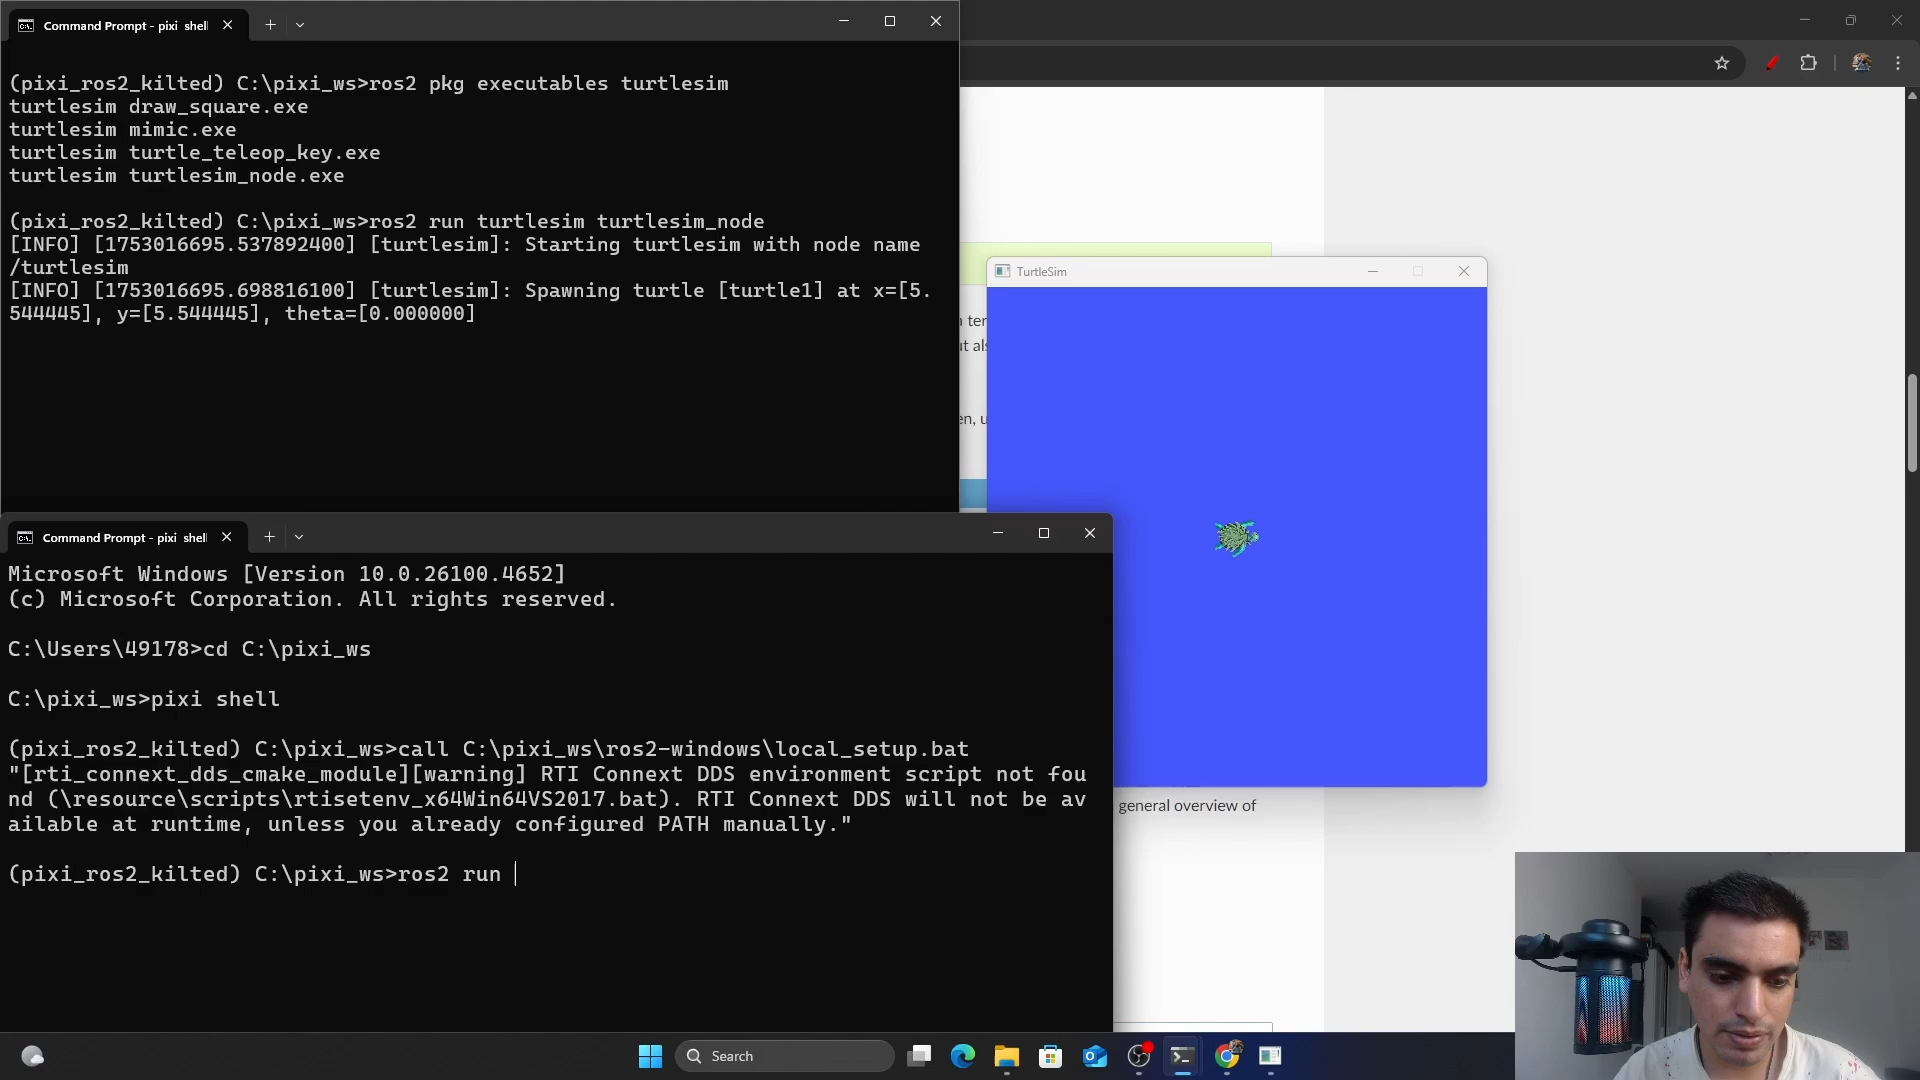 Command Prompt - pixi shell
(pixi_ros2_kilted) C:\pixi_ws>ros2 pkg executables turtlesim
turtlesim draw_square.exe
turtlesim mimic.exe
turtlesim turtle_teleop_key.exe
turtlesim turtlesim_node.exe
(pixi_ros2_kilted) C:\pixi_ws>ros2 run turtlesim turtlesim_node
[INFO] [1753016695.537892400] [turtlesim]: Starting turtlesim with node name
/turtlesim
[INFO] [1753016695.698816100] [turtlesim]: Spawning turtle [turtle1] at x=[5.
544445], y=[5.544445], theta=[0.000000]
TurtleSim
Command Prompt - pixi shell
Microsoft Windows [Version 10.0.26100.4652]
(c) Microsoft Corporation. All rights reserved.
C:\Users\49178>cd C:\pixi_ws
C:\pixi_ws>pixi shell
(pixi_ros2_kilted) C:\pixi_ws>call C:\pixi_ws\ros2-windows\local_setup.bat
"[rti_connext_dds_cmake_module][warning] RTI Connext DDS environment script not fou
nd (\resource\scripts\rtisetenv_x64Win64VS2017.bat). RTI Connext DDS will not be av
ailable at runtime, unless you already configured PATH manually."
(pixi_ros2_kilted) C:\pixi_ws>ros2 run
general overview of
Search